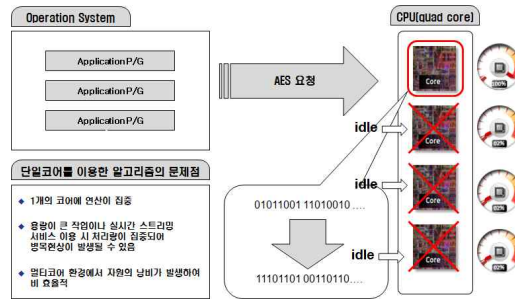 Operation System
Application P/G
Application P/G
Application P/G
단일코어를 이용한 알고리즘의 문제점
1개의 코어에 연산이 집중
용량이 큰 작업이나 실시간 스트리밍
서비스 이용 시 처리량이 집중되어
병목현상이 발생될 수 있음
멀티코어 환경에서 자원의 낭비가 발생하여
비 효율적
AES 요청
01011001 11010010 ....
11101101 00110110....
CPU(quad core)
Core
100%
idle
Core
02%
idle
Core
02%
idle
Core
02%